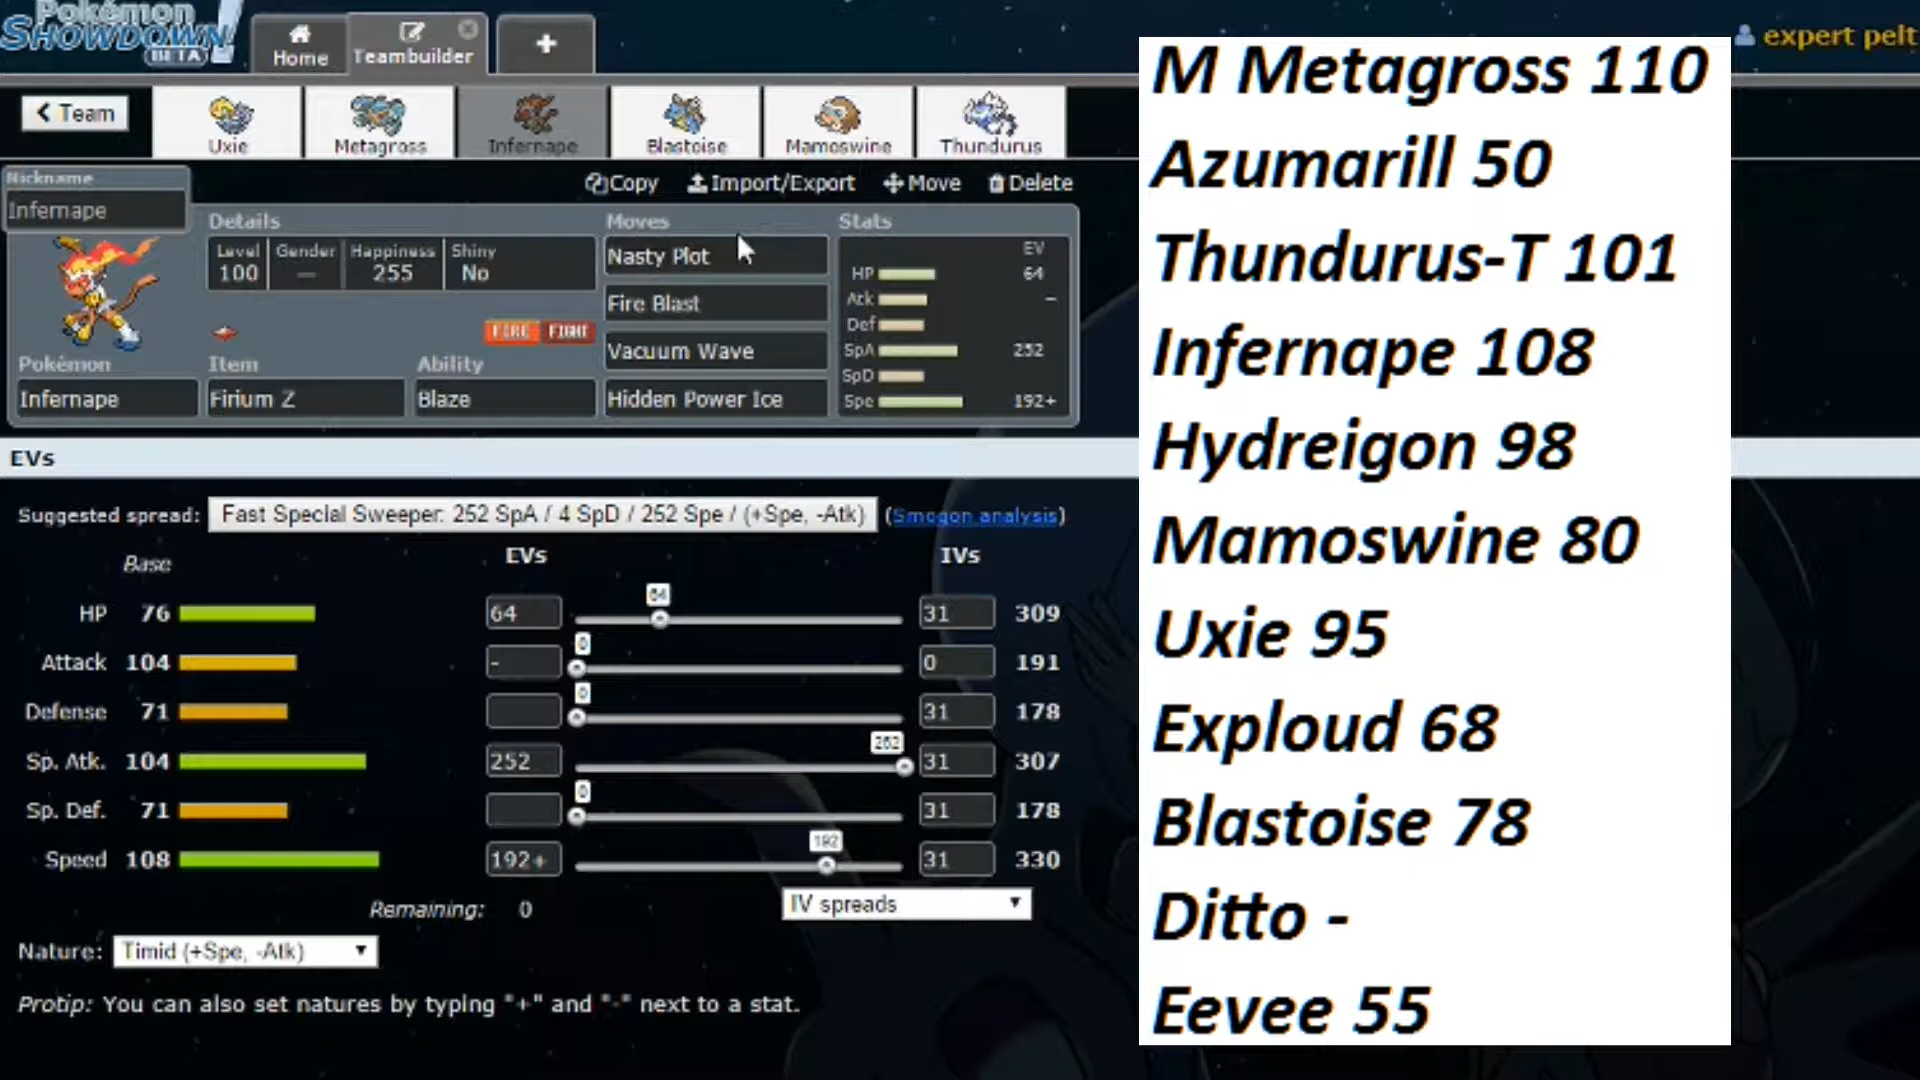 Pokémon
SHOWDOWN!
BETA
Home
Teambuilder
+
expert pelt
Team
Uxie
Metagross
Infernape
Blastoise
Mamoswine
Thundurus
Copy
Import/Export
Move
Delete
Nickname
Infernape
Details
Level
100
Gender
—
Happiness
255
Shiny
No
FIRE FIGHT
Pokémon
Infernape
Item
Firium Z
Ability
Blaze
Moves
Nasty Plot
Fire Blast
Vacuum Wave
Hidden Power Ice
Stats
EV
HP 64
Atk –
Def
SpA 252
SpD
Spe 192+
EVs
Suggested spread: Fast Special Sweeper: 252 SpA / 4 SpD / 252 Spe / (+Spe, -Atk) (Smogon analysis)
Base EVs IVs
HP 76 64 64 31 309
Attack 104 - 0 0 191
Defense 71 0 31 178
Sp. Atk. 104 252 252 31 307
Sp. Def. 71 0 31 178
Speed 108 192+ 192 31 330
Remaining: 0
IV spreads
Nature: Timid (+Spe, -Atk)
Protip: You can also set natures by typing "+" and "-" next to a stat.
M Metagross 110
Azumarill 50
Thundurus-T 101
Infernape 108
Hydreigon 98
Mamoswine 80
Uxie 95
Exploud 68
Blastoise 78
Ditto -
Eevee 55